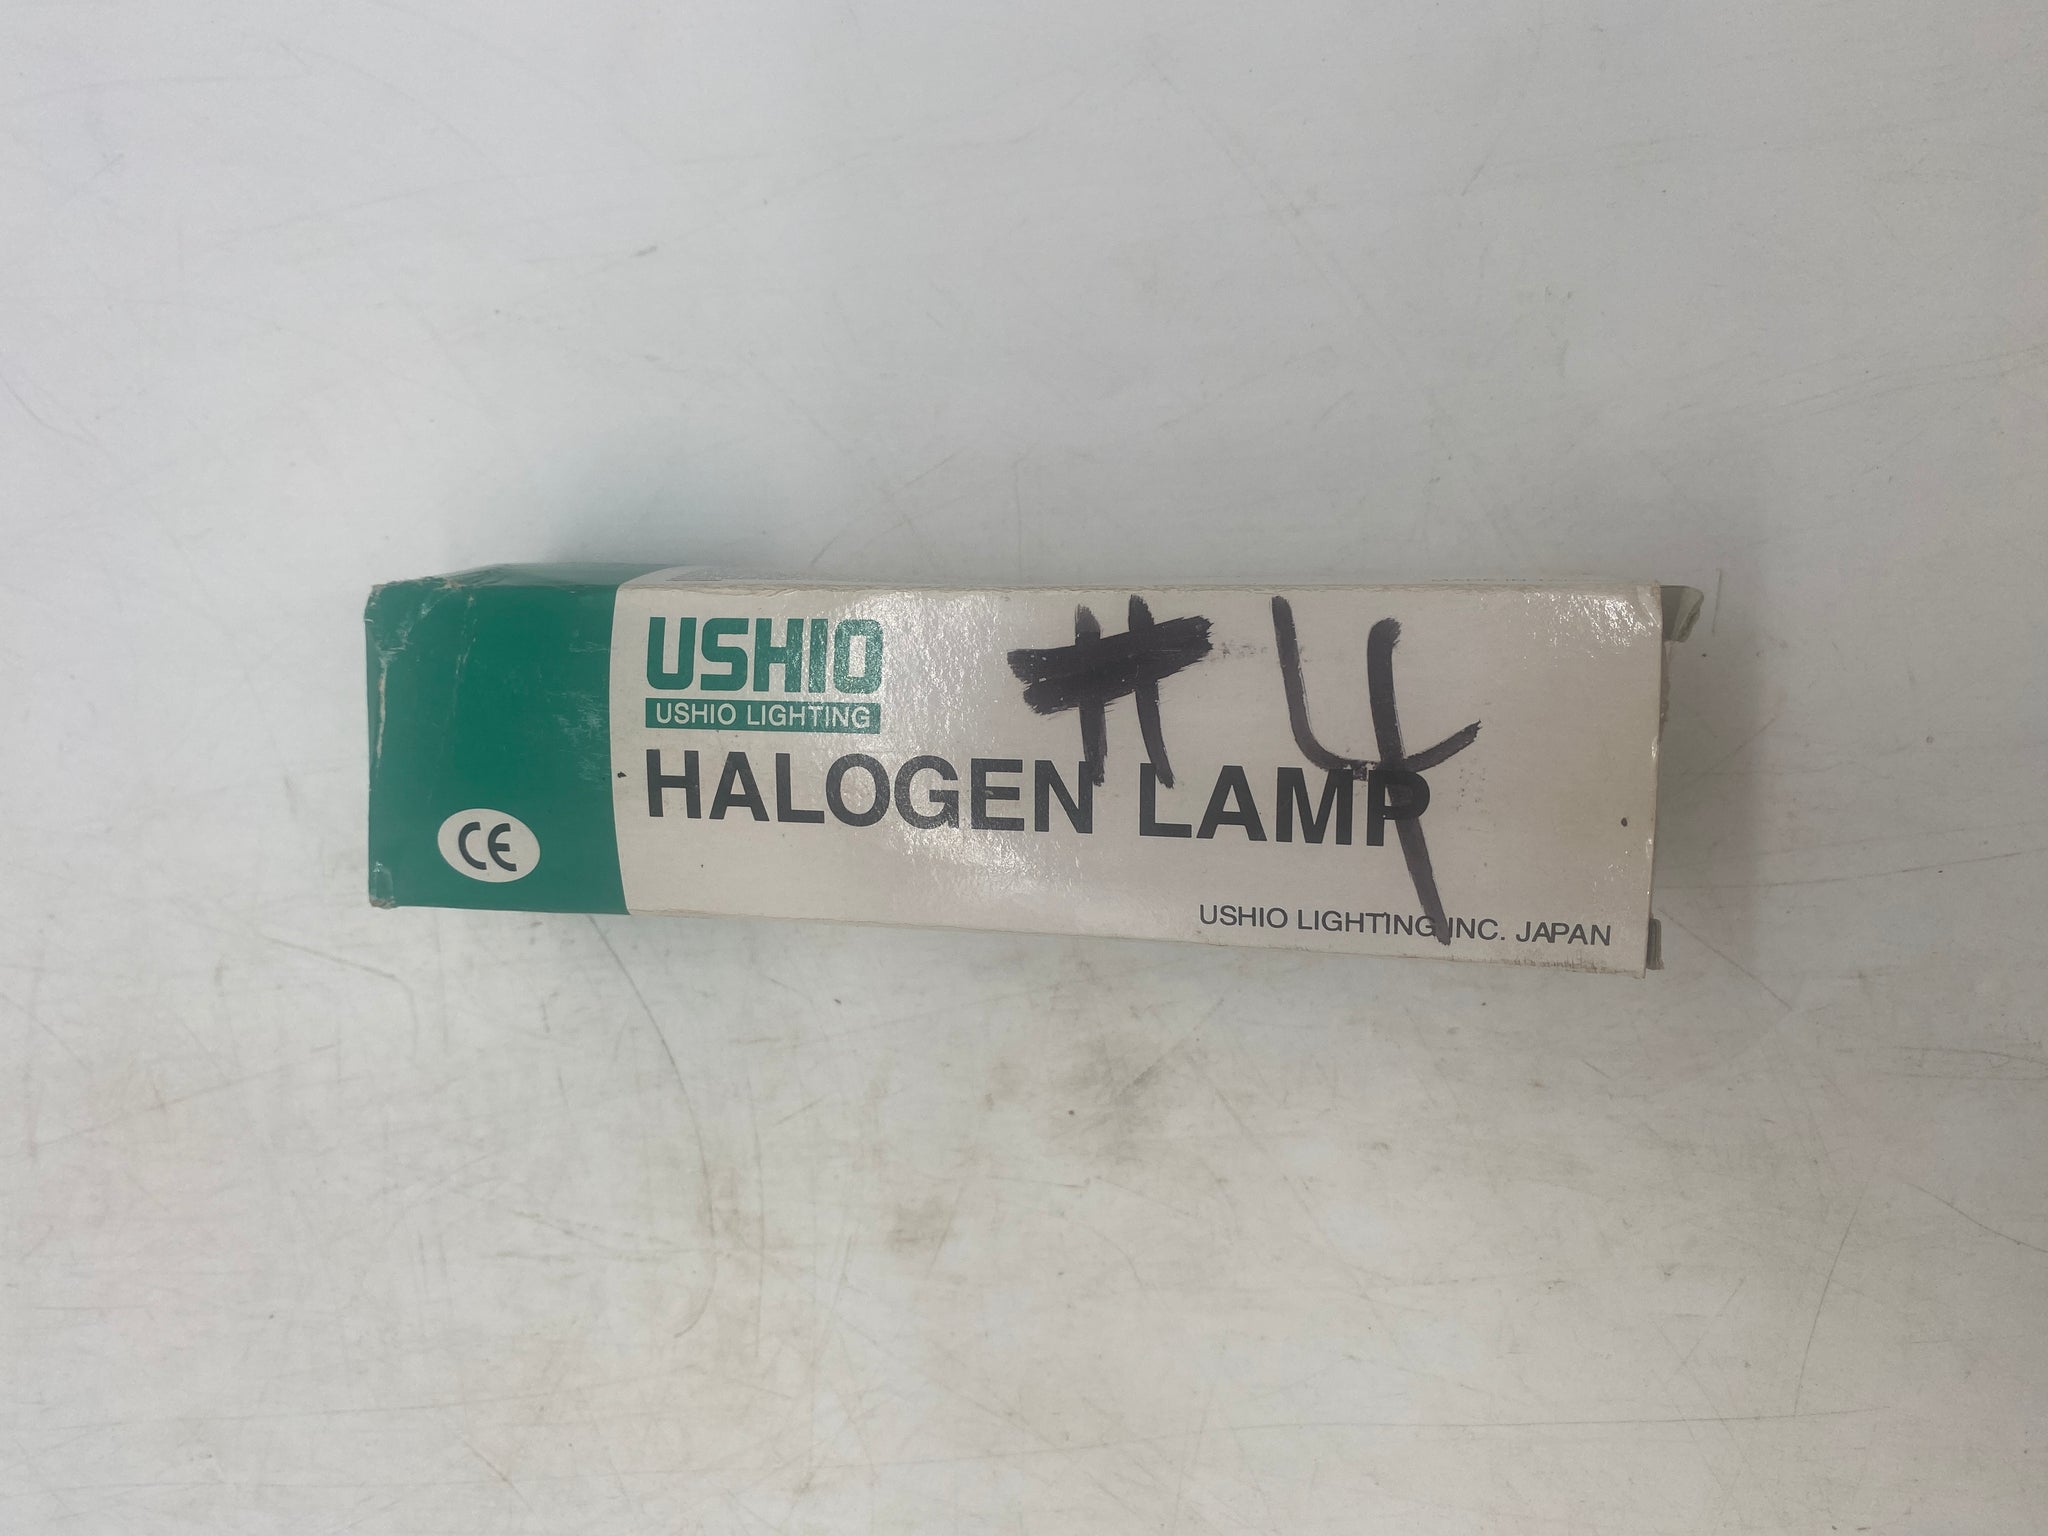 USHIO
USHIO LIGHTING
# 4
HALOGEN LAMP
CE
USHIO LIGHTING INC. JAPAN